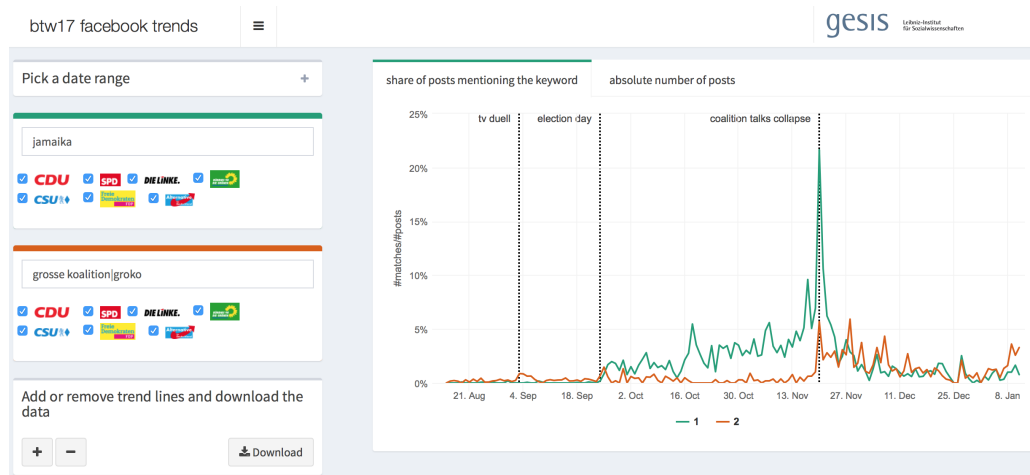 btw17 facebook trends
gesis Leibniz-Institut
für Sozialwissenschaften
Pick a date range +
jamaika
CDU SPD DIE LINKE.
CSU Freie
Demokraten
FDP Alternative
grosse koalition|groko
CDU SPD DIE LINKE.
CSU Freie
Demokraten
FDP Alternative
Add or remove trend lines and download the
data
+ − Download
share of posts mentioning the keyword absolute number of posts
#matches/#posts
25%
20%
15%
10%
5%
0%
tv duell election day coalition talks collapse
21. Aug 4. Sep 18. Sep 2. Oct 16. Oct 30. Oct 13. Nov 27. Nov 11. Dec 25. Dec 8. Jan
1 2